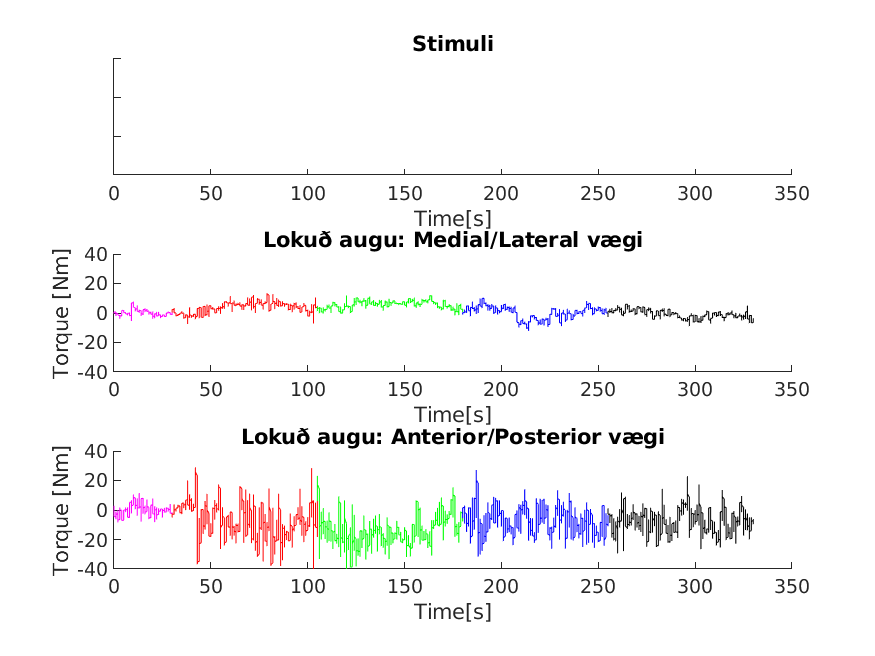 Stimuli
0 50 100 150 200 250 300 350
Time[s]
Lokuð augu: Medial/Lateral vægi
Torque [Nm]
40
20
0
-20
-40
0 50 100 150 200 250 300 350
Time[s]
Lokuð augu: Anterior/Posterior vægi
Torque [Nm]
40
20
0
-20
-40
0 50 100 150 200 250 300 350
Time[s]